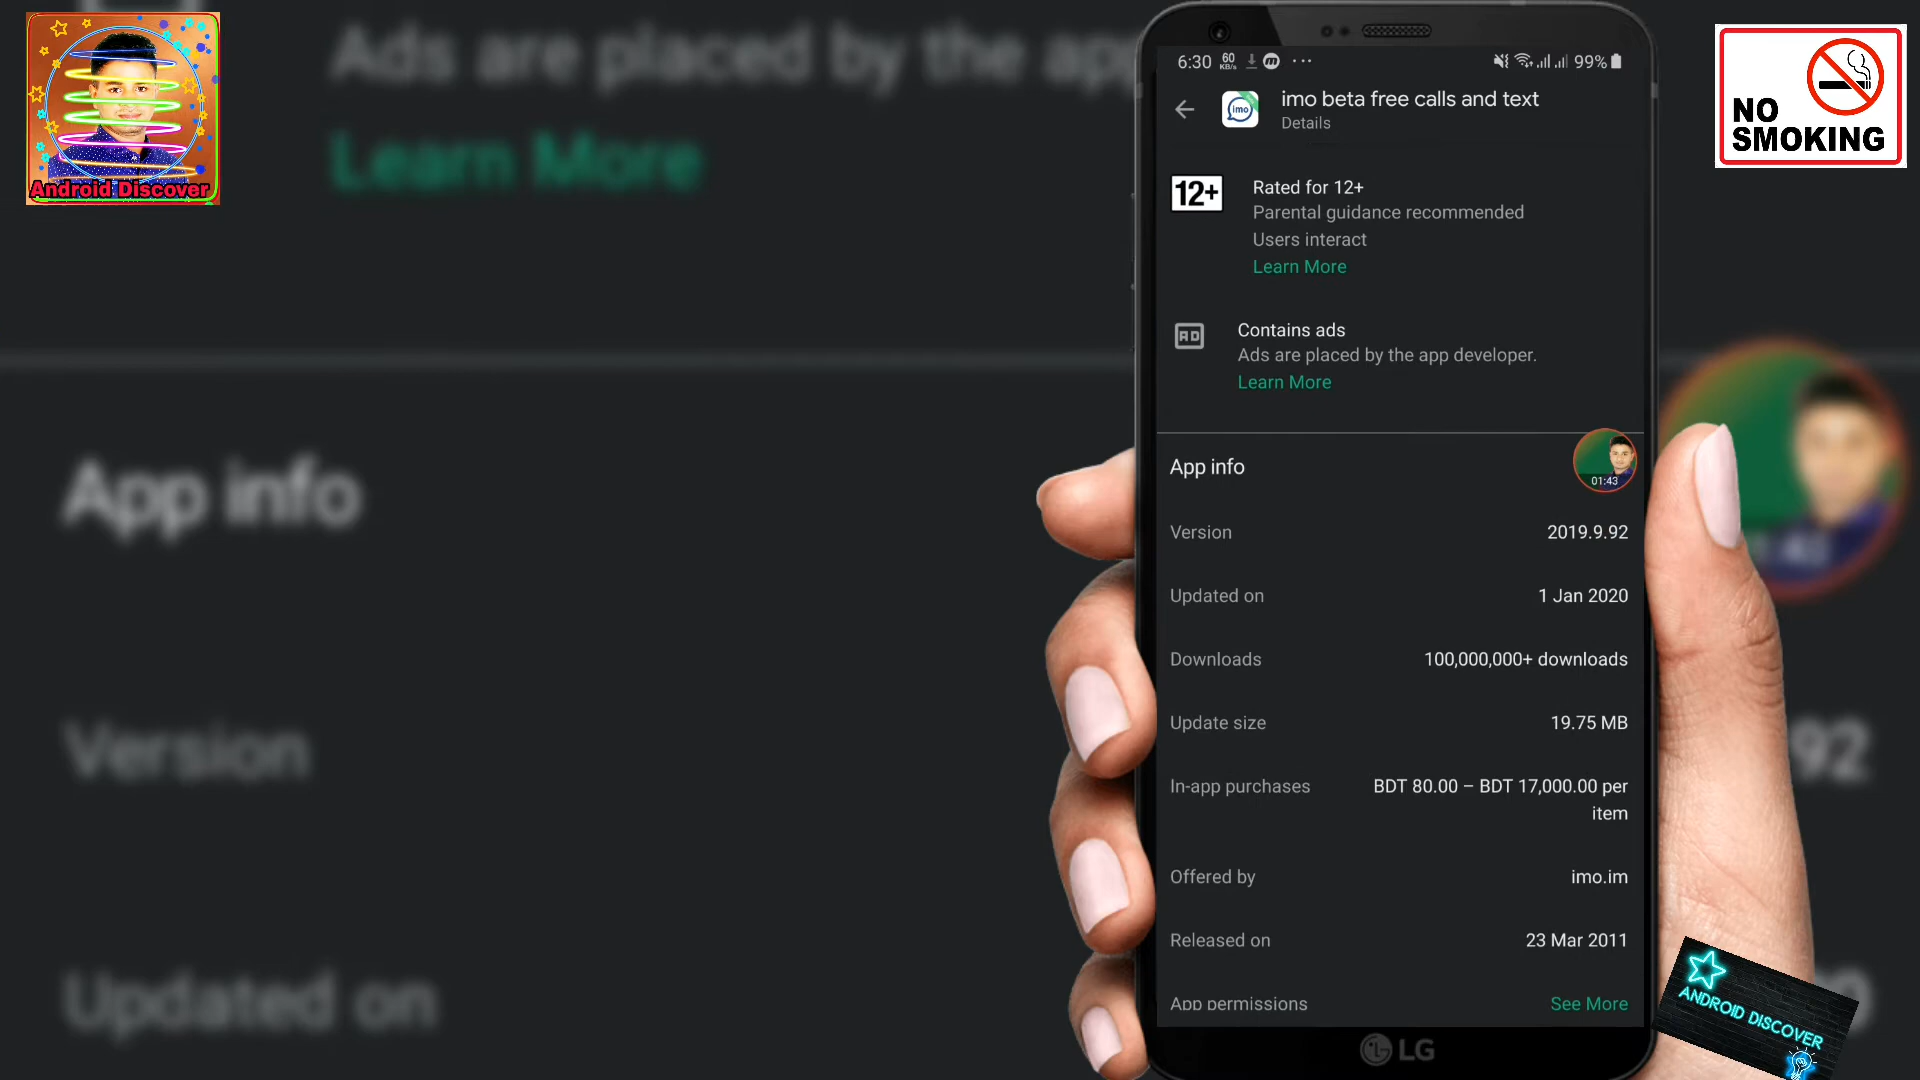 Ads are placed by the app
Learn More
App info
Version
92
Updated on
Android Discover
NO
SMOKING
6:30 60 KB/s 99%
imo
imo beta free calls and text
Details
12+
Rated for 12+
Parental guidance recommended
Users interact
Learn More
AD
Contains ads
Ads are placed by the app developer.
Learn More
App info
01:43
Version 2019.9.92
Updated on 1 Jan 2020
Downloads 100,000,000+ downloads
Update size 19.75 MB
In-app purchases BDT 80.00 – BDT 17,000.00 per
item
Offered by imo.im
Released on 23 Mar 2011
App permissions See More
LG
ANDROID DISCOVER